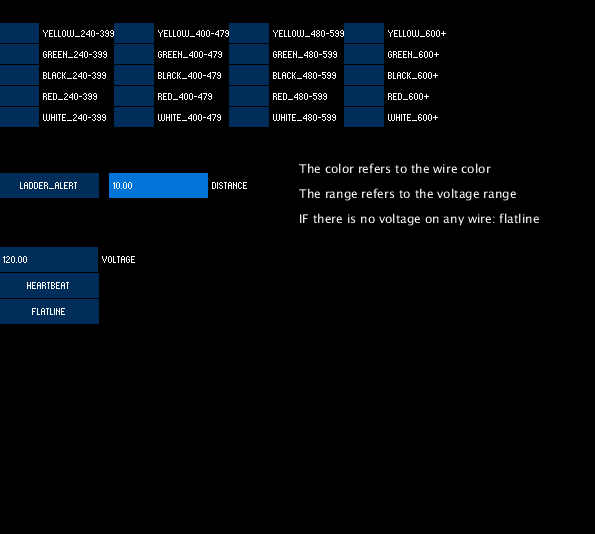 YELLOW_240-399 YELLOW_400-479 YELLOW_480-599 YELLOW_600+
GREEN_240-399 GREEN_400-479 GREEN_480-599 GREEN_600+
BLACK_240-399 BLACK_400-479 BLACK_480-599 BLACK_600+
RED_240-399 RED_400-479 RED_480-599 RED_600+
WHITE_240-399 WHITE_400-479 WHITE_480-599 WHITE_600+
The color refers to the wire color
LADDER_ALERT 10.00 DISTANCE
The range refers to the voltage range
IF there is no voltage on any wire: flatline
120.00 VOLTAGE
HEARTBEAT
FLATLINE